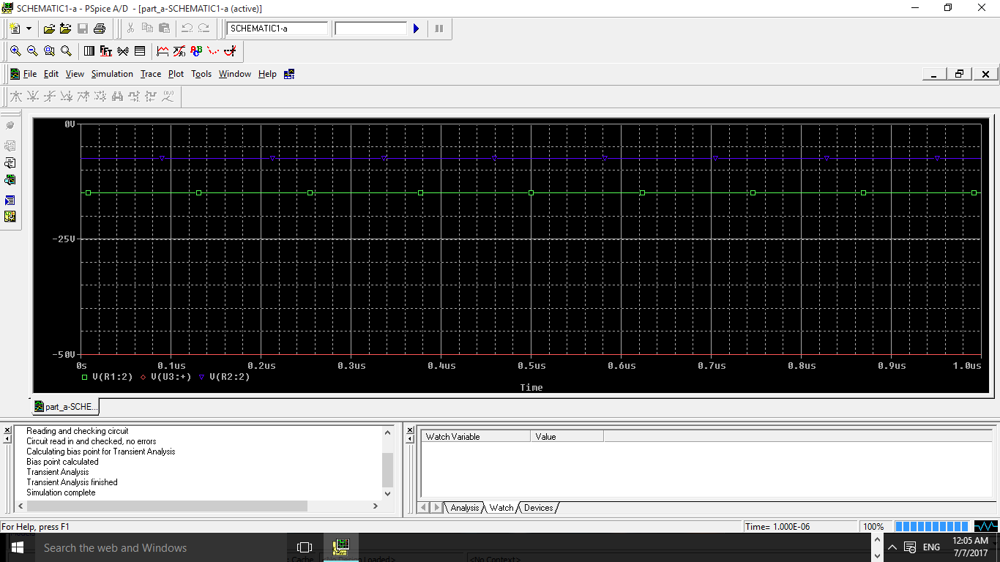 SCHEMATIC1-a - PSpice A/D - [part_a-SCHEMATIC1-a (active)]
SCHEMATIC1-a
File Edit View Simulation Trace Plot Tools Window Help
0V
-25V
-50V
0s 0.1us 0.2us 0.3us 0.4us 0.5us 0.6us 0.7us 0.8us 0.9us 1.0us
V(R1:2) V(U3:+) V(R2:2)
Time
part_a-SCHE...
Reading and checking circuit
Circuit read in and checked, no errors
Calculating bias point for Transient Analysis
Bias point calculated
Transient Analysis
Transient Analysis finished
Simulation complete
Watch Variable Value
Analysis Watch Devices
For Help, press F1
Time= 1.000E-06 100%
Search the web and Windows
ENG
12:05 AM
7/7/2017
Cache
<No Context>